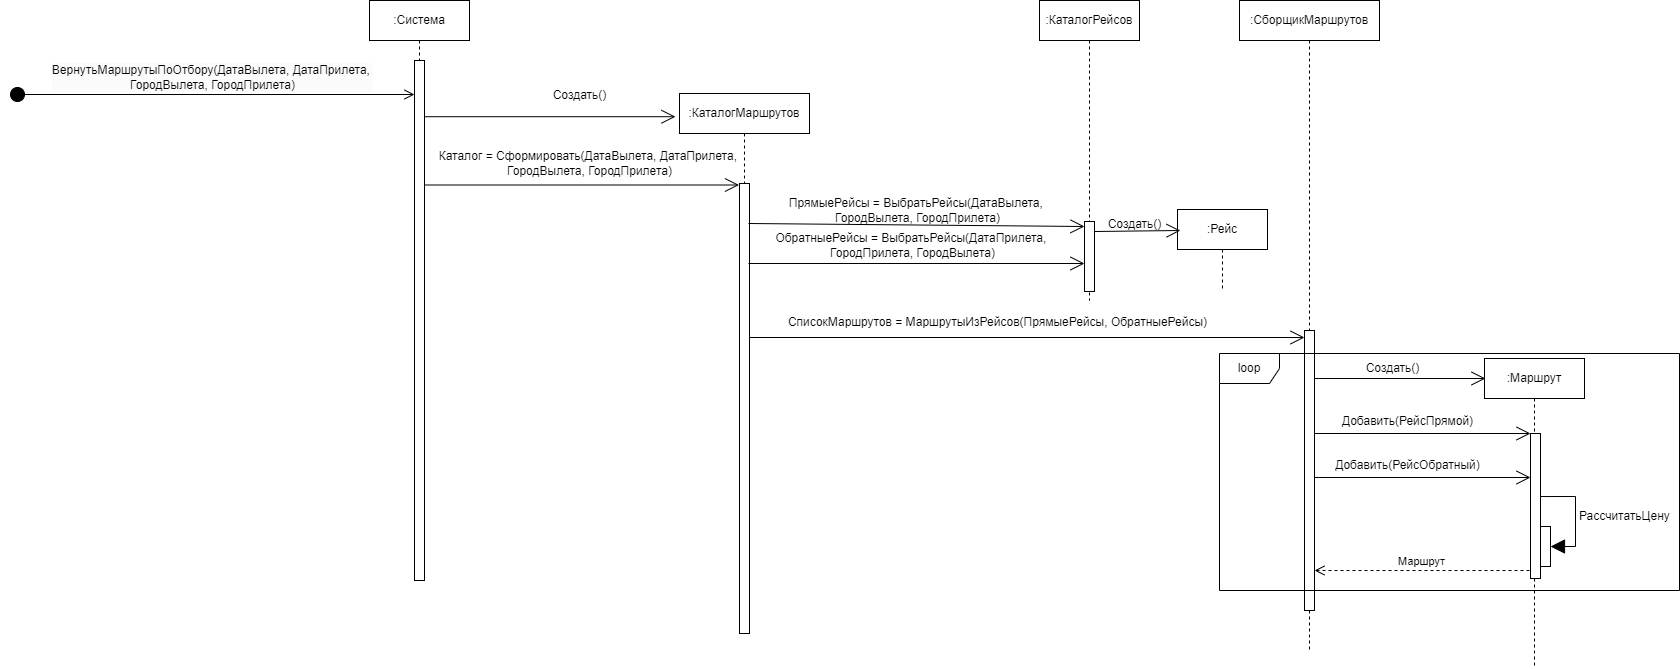 :Система
:КаталогРейсов
:СборщикМаршрутов
ВернутьМаршрутыПоОтбору(ДатаВылета, ДатаПрилета,
ГородВылета, ГородПрилета)
Создать()
:КаталогМаршрутов
Каталог = Сформировать(ДатаВылета, ДатаПрилета,
ГородВылета, ГородПрилета)
ПрямыеРейсы = ВыбратьРейсы(ДатаВылета,
ГородВылета, ГородПрилета)
Создать()
:Рейс
ОбратныеРейсы = ВыбратьРейсы(ДатаПрилета,
ГородПрилета, ГородВылета)
СписокМаршрутов = МаршрутыИзРейсов(ПрямыеРейсы, ОбратныеРейсы)
loop
Создать()
:Маршрут
Добавить(РейсПрямой)
Добавить(РейсОбратный)
РассчитатьЦену
Маршрут